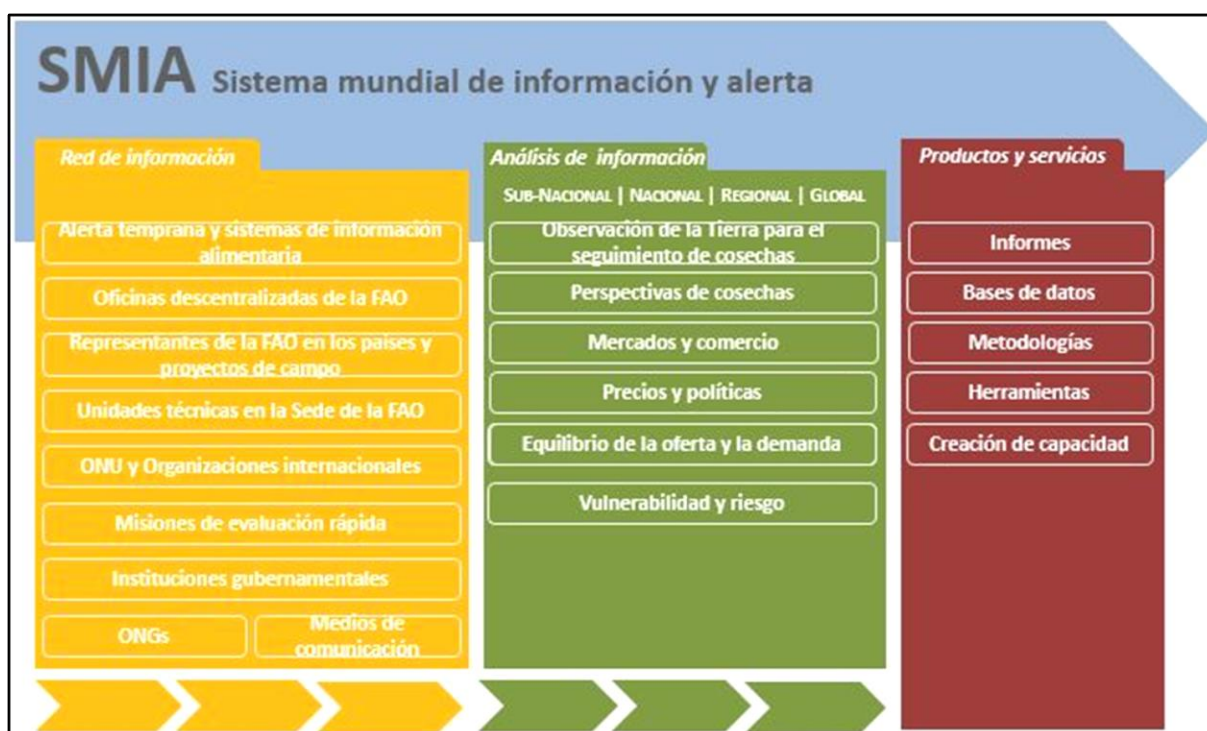 SMIA Sistema mundial de información y alerta
Red de información
Alerta temprana y sistemas de información
alimentaria
Oficinas descentralizadas de la FAO
Representantes de la FAO en los países y
proyectos de campo
Unidades técnicas en la Sede de la FAO
ONU y Organizaciones internacionales
Misiones de evaluación rápida
Instituciones gubernamentales
ONGs
Medios de
comunicación
Análisis de información
SUB-NACIONAL | NACIONAL | REGIONAL | GLOBAL
Observación de la Tierra para el
seguimiento de cosechas
Perspectivas de cosechas
Mercados y comercio
Precios y políticas
Equilibrio de la oferta y la demanda
Vulnerabilidad y riesgo
Productos y servicios
Informes
Bases de datos
Metodologías
Herramientas
Creación de capacidad